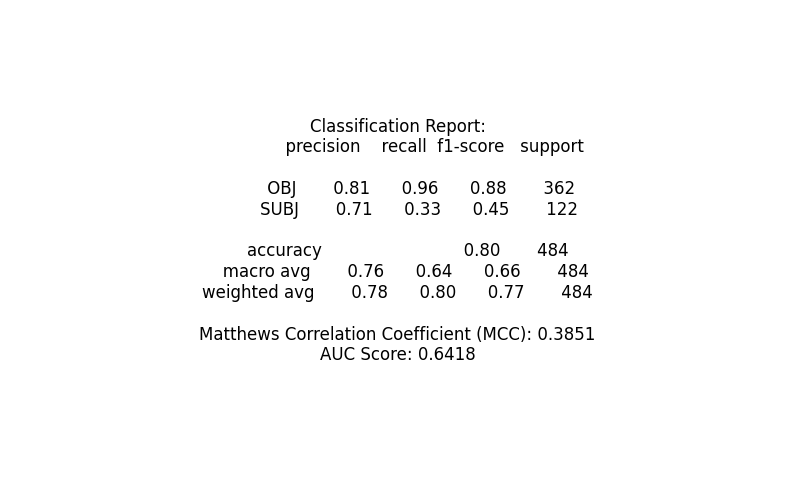 Classification Report:
precision recall f1-score support
OBJ 0.81 0.96 0.88 362
SUBJ 0.71 0.33 0.45 122
accuracy 0.80 484
macro avg 0.76 0.64 0.66 484
weighted avg 0.78 0.80 0.77 484
Matthews Correlation Coefficient (MCC): 0.3851
AUC Score: 0.6418